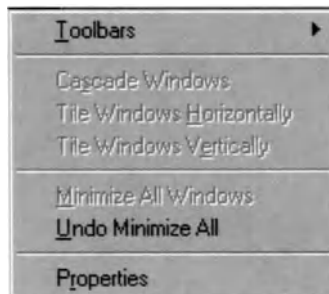 Toolbars
Cascade Windows
Tile Windows Horizontally
Tile Windows Vertically
Minimize All Windows
Undo Minimize All
Properties